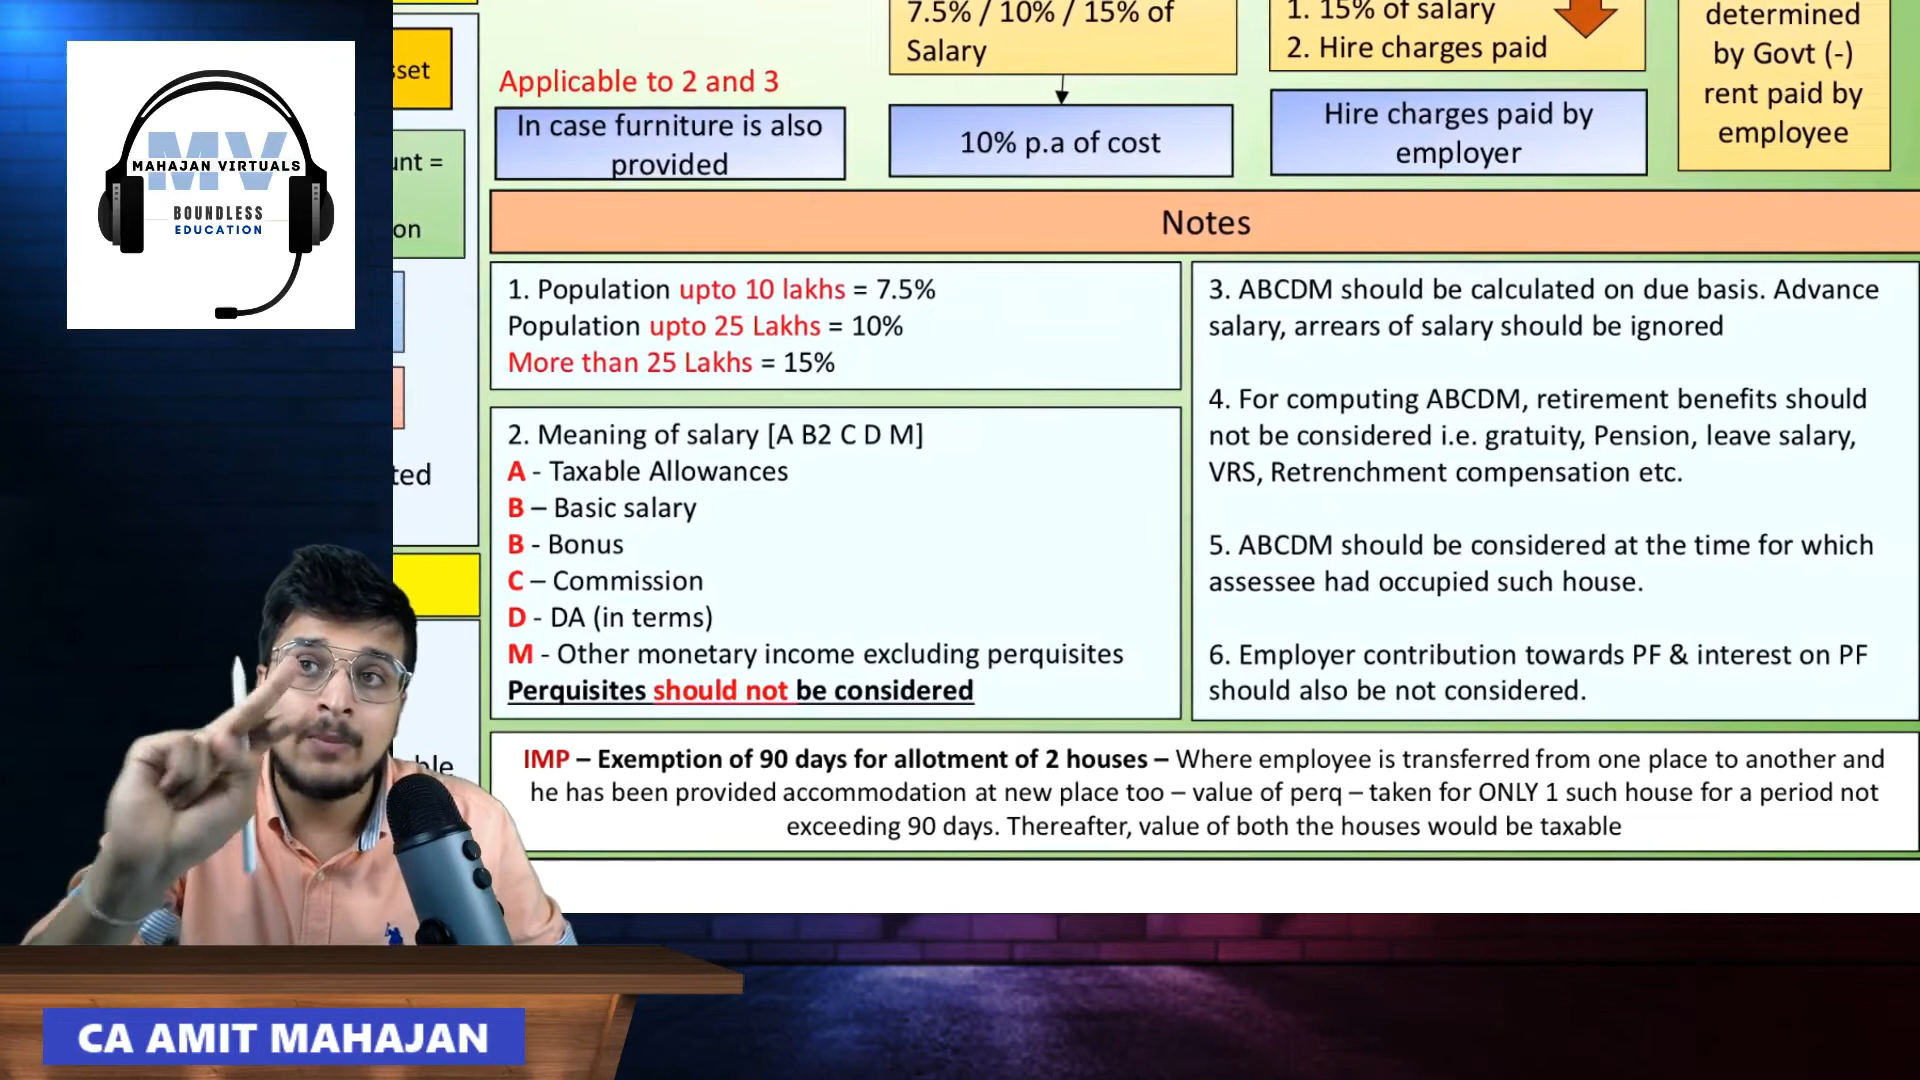 MV
MAHAJAN VIRTUALS
BOUNDLESS
EDUCATION
sset
unt =
on
ted
ble
7.5% / 10% / 15% of
Salary
1. 15% of salary
2. Hire charges paid
determined
by Govt (-)
rent paid by
employee
Applicable to 2 and 3
In case furniture is also
provided
10% p.a of cost
Hire charges paid by
employer
Notes
1. Population upto 10 lakhs = 7.5%
Population upto 25 Lakhs = 10%
More than 25 Lakhs = 15%
2. Meaning of salary [A B2 C D M]
A - Taxable Allowances
B – Basic salary
B - Bonus
C – Commission
D - DA (in terms)
M - Other monetary income excluding perquisites
Perquisites should not be considered
3. ABCDM should be calculated on due basis. Advance
salary, arrears of salary should be ignored
4. For computing ABCDM, retirement benefits should
not be considered i.e. gratuity, Pension, leave salary,
VRS, Retrenchment compensation etc.
5. ABCDM should be considered at the time for which
assessee had occupied such house.
6. Employer contribution towards PF & interest on PF
should also be not considered.
IMP – Exemption of 90 days for allotment of 2 houses – Where employee is transferred from one place to another and
he has been provided accommodation at new place too – value of perq – taken for ONLY 1 such house for a period not
exceeding 90 days. Thereafter, value of both the houses would be taxable
CA AMIT MAHAJAN